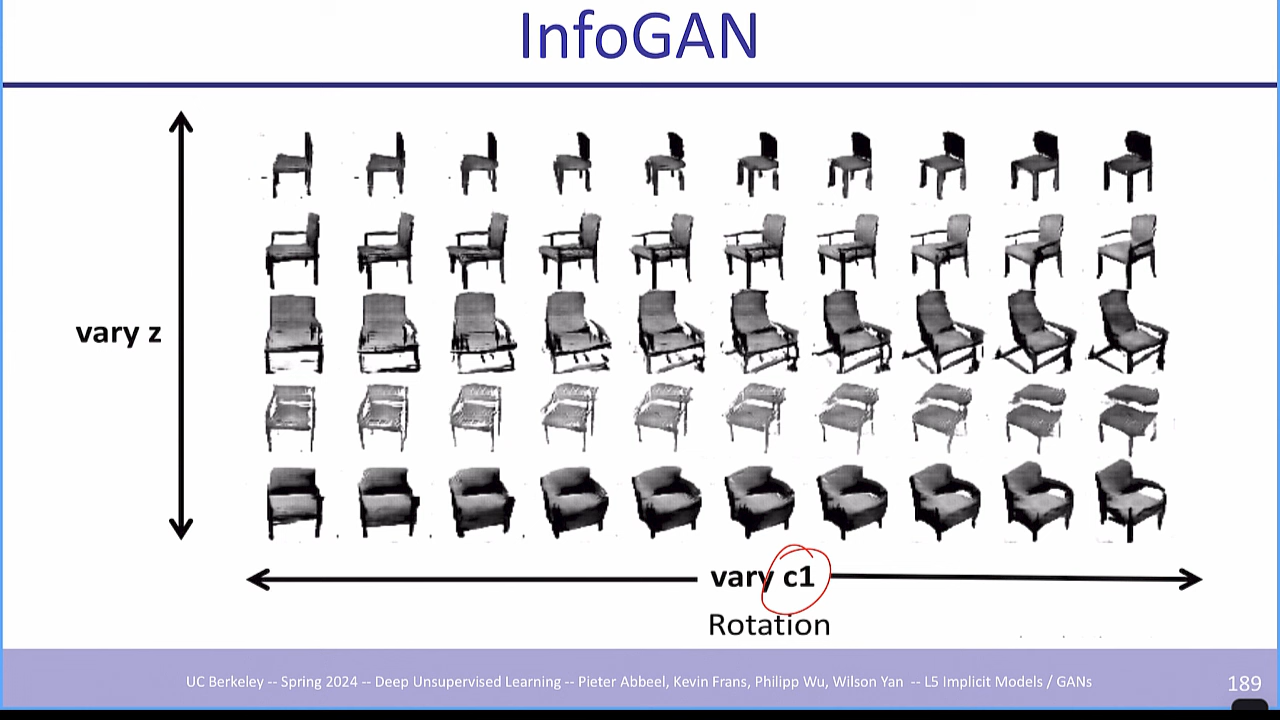 InfoGAN
vary z
vary c1
Rotation
UC Berkeley -- Spring 2024 -- Deep Unsupervised Learning -- Pieter Abbeel, Kevin Frans, Philipp Wu, Wilson Yan -- L5 Implicit Models / GANs
189